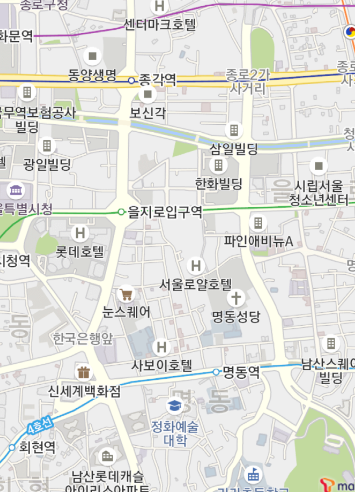 종로구청
센터마크호텔
화문역
동양생명
종각역
종로2가
사거리
보신각
무역보험공사
빌딩
삼일빌딩
광일빌딩
한화빌딩
시립서울
청소년센터
울특별시청
을지로입구역
롯데호텔
파인애비뉴A
시청역
서울로얄호텔
눈스퀘어
명동성당
동
한국은행앞
사보이호텔
남산스퀘어
빌딩
명동역
신세계백화점
명 동
정화예술
대학
4호선
회현역
회 현
남산롯데캐슬
아이리스아파트